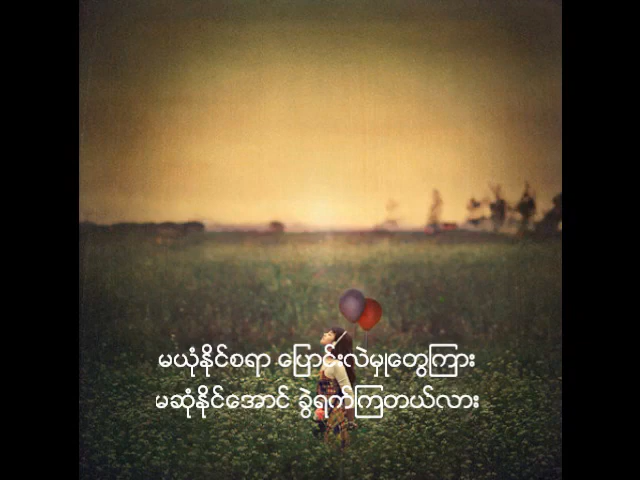 မယုံနိုင်စရာ ပြောင်းလဲမှုတွေကြား
မဆုံနိုင်အောင် ခွဲရက်ကြတယ်လား